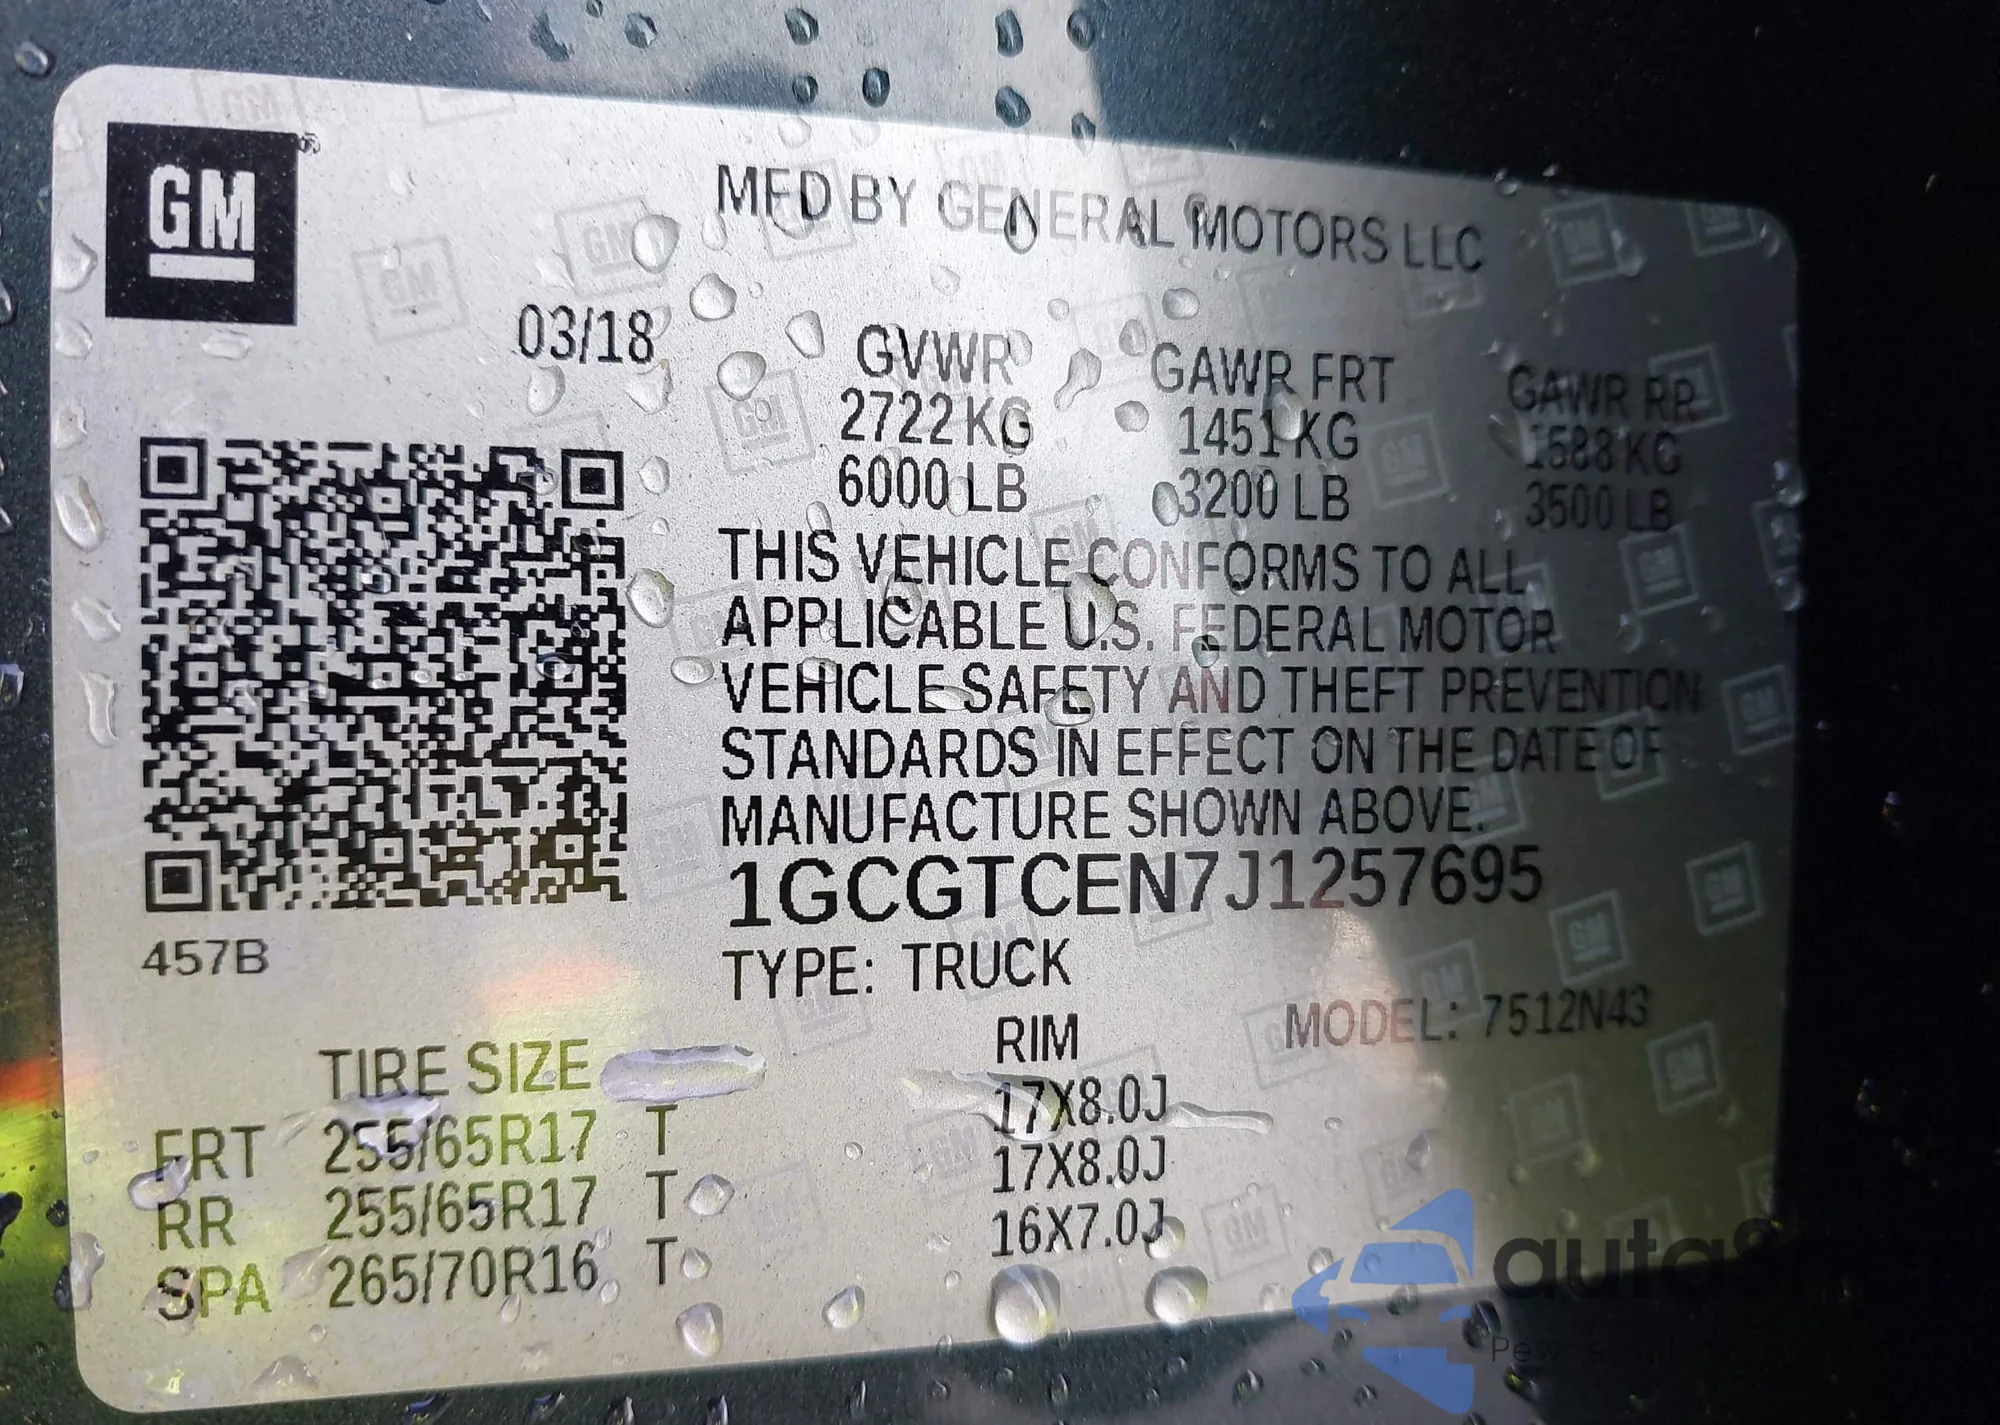 GM
MFD BY GENERAL MOTORS LLC
03/18
GVWR GAWR FRT GAWR RR
2722 KG 1451 KG 1588 KG
6000 LB 3200 LB 3500 LB
THIS VEHICLE CONFORMS TO ALL
APPLICABLE U.S. FEDERAL MOTOR
VEHICLE SAFETY AND THEFT PREVENTION
STANDARDS IN EFFECT ON THE DATE OF
MANUFACTURE SHOWN ABOVE.
1GCGTCEN7J1257695
457B
TYPE: TRUCK
MODEL: 7512N43
TIRE SIZE RIM
FRT 255/65R17 T 17X8.0J
RR 255/65R17 T 17X8.0J
SPA 265/70R16 T 16X7.0J